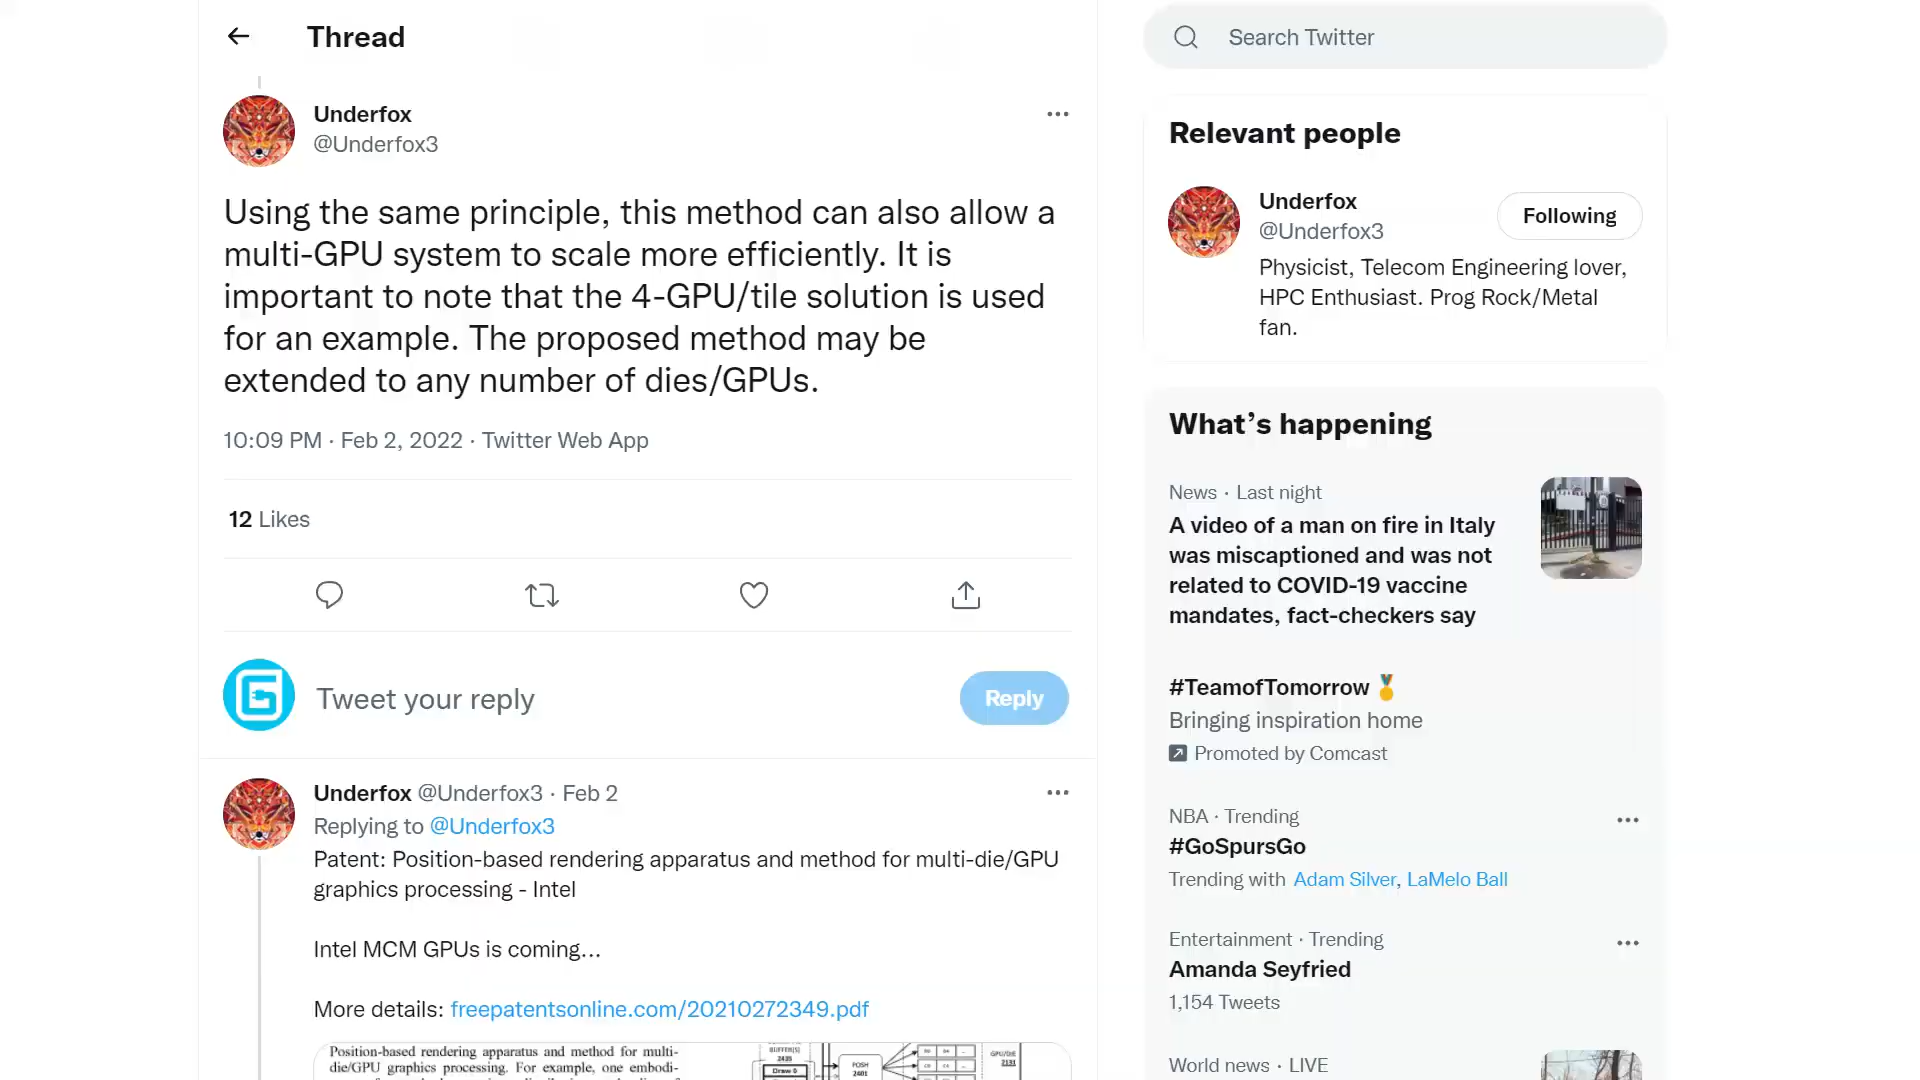 Thread
Search Twitter
Underfox
@Underfox3
Using the same principle, this method can also allow a
multi-GPU system to scale more efficiently. It is
important to note that the 4-GPU/tile solution is used
for an example. The proposed method may be
extended to any number of dies/GPUs.
10:09 PM · Feb 2, 2022 · Twitter Web App
12 Likes
Tweet your reply
Reply
Underfox @Underfox3 · Feb 2
Replying to @Underfox3
Patent: Position-based rendering apparatus and method for multi-die/GPU
graphics processing - Intel
Intel MCM GPUs is coming...
More details: freepatentsonline.com/20210272349.pdf
Position-based rendering apparatus and method for multi-
die/GPU graphics processing. For example, one embodi-
BUFFER(S)
2435
Draw 0
POSH
2401
GPU/DIE
2131
Relevant people
Underfox
@Underfox3
Following
Physicist, Telecom Engineering lover,
HPC Enthusiast. Prog Rock/Metal
fan.
What's happening
News · Last night
A video of a man on fire in Italy
was miscaptioned and was not
related to COVID-19 vaccine
mandates, fact-checkers say
#TeamofTomorrow🏅
Bringing inspiration home
Promoted by Comcast
NBA · Trending
#GoSpursGo
Trending with Adam Silver, LaMelo Ball
Entertainment · Trending
Amanda Seyfried
1,154 Tweets
World news · LIVE